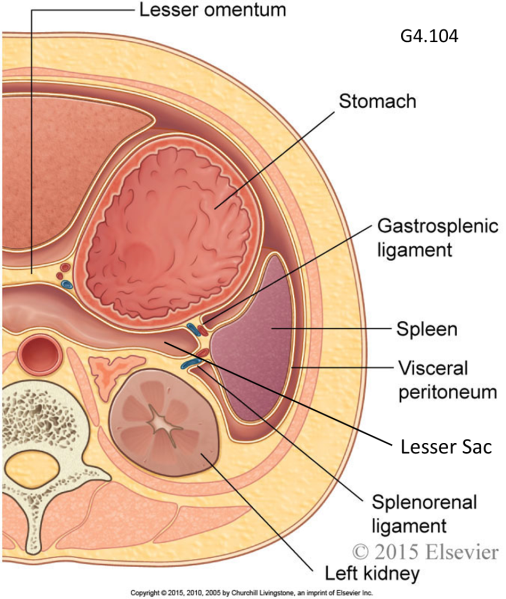 Lesser omentum
G4.104
Stomach
Gastrosplenic
ligament
Spleen
Visceral
peritoneum
Lesser Sac
Splenorenal
ligament
© 2015 Elsevier
Left kidney
Copyright © 2015, 2010, 2005 by Churchill Livingstone, an imprint of Elsevier Inc.